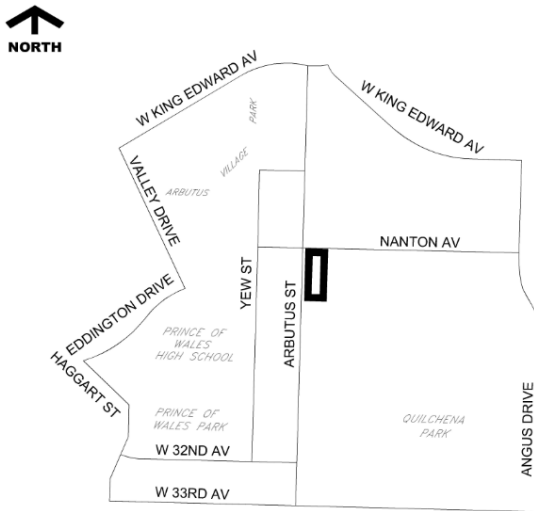 NORTH
W KING EDWARD AV
W KING EDWARD AV
PARK
VILLAGE
ARBUTUS
VALLEY DRIVE
NANTON AV
YEW ST
ARBUTUS ST
EDDINGTON DRIVE
PRINCE OF
WALES
HIGH SCHOOL
HAGGART ST
PRINCE OF
WALES PARK
QUILCHENA
PARK
ANGUS DRIVE
W 32ND AV
W 33RD AV